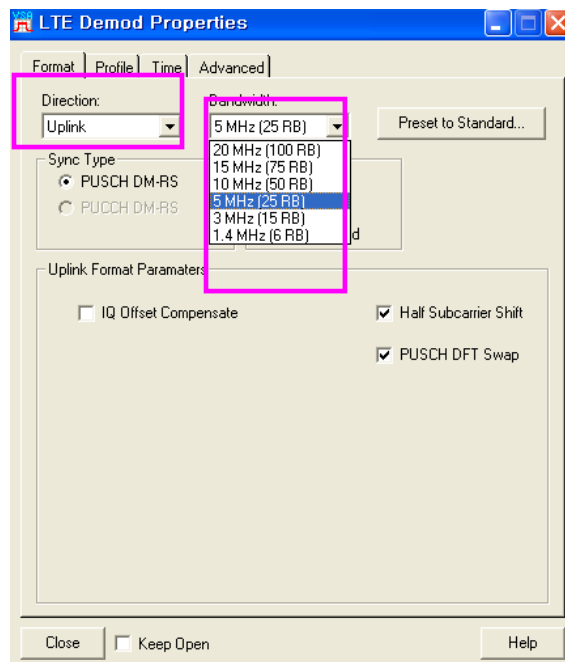 LTE Demod Properties
Format Profile Time Advanced
Direction: Bandwidth:
Uplink 5 MHz (25 RB) Preset to Standard...
20 MHz (100 RB)
15 MHz (75 RB)
10 MHz (50 RB)
5 MHz (25 RB)
3 MHz (15 RB)
1.4 MHz (6 RB)
Sync Type
PUSCH DM-RS
PUCCH DM-RS
Uplink Format Paramaters
IQ Offset Compensate Half Subcarrier Shift
PUSCH DFT Swap
Close Keep Open Help